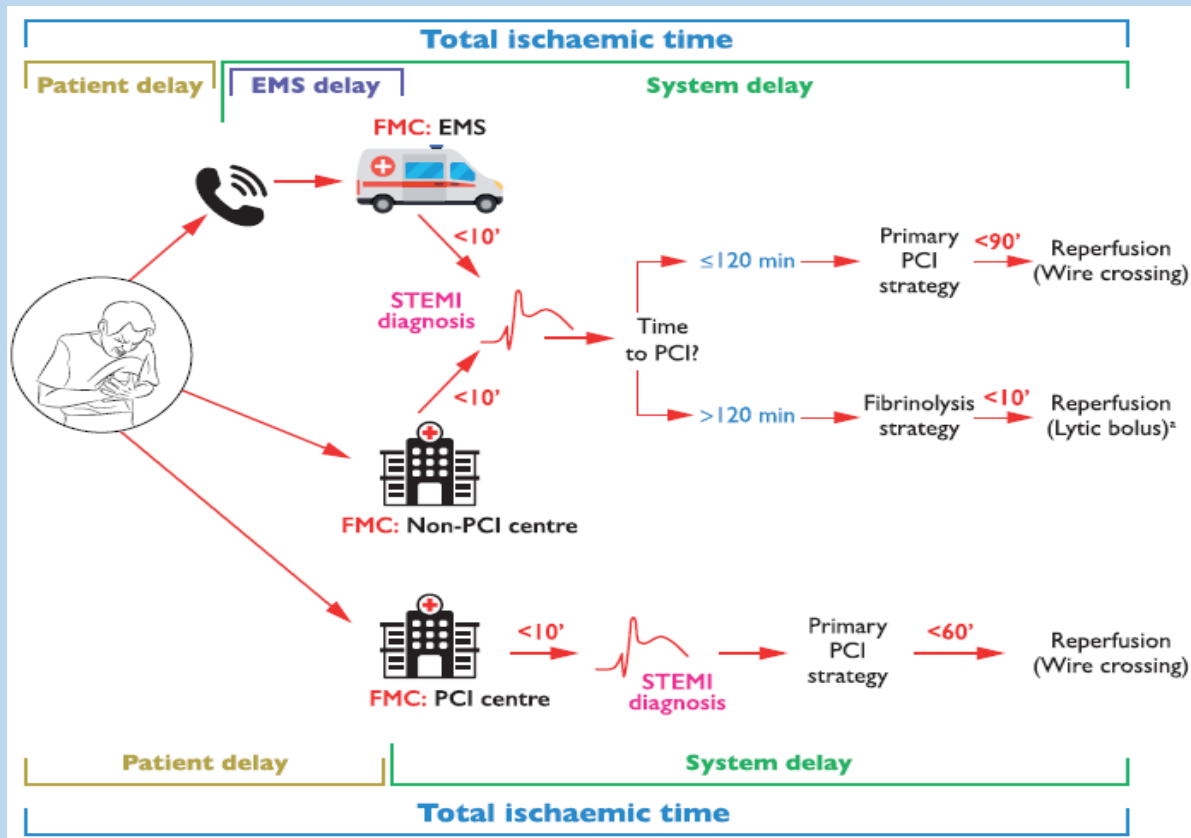 Total ischaemic time
Patient delay
EMS delay
System delay
FMC: EMS
<10’
≤120 min
Primary
PCI
strategy
<90’
Reperfusion
(Wire crossing)
STEMI
diagnosis
Time
to PCI?
<10’
>120 min
Fibrinolysis
strategy
<10’
Reperfusion
(Lytic bolus)ª
FMC: Non-PCI centre
<10’
Primary
PCI
strategy
<60’
Reperfusion
(Wire crossing)
STEMI
diagnosis
FMC: PCI centre
Patient delay
System delay
Total ischaemic time